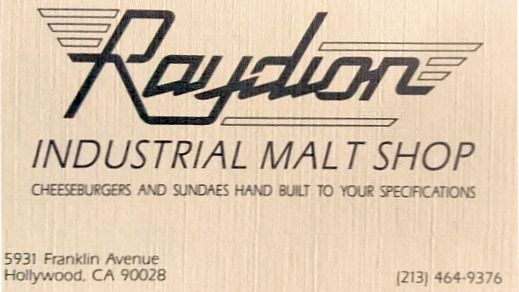 Raydion
INDUSTRIAL MALT SHOP
CHEESEBURGERS AND SUNDAES HAND BUILT TO YOUR SPECIFICATIONS
5931 Franklin Avenue
Hollywood, CA 90028
(213) 464-9376